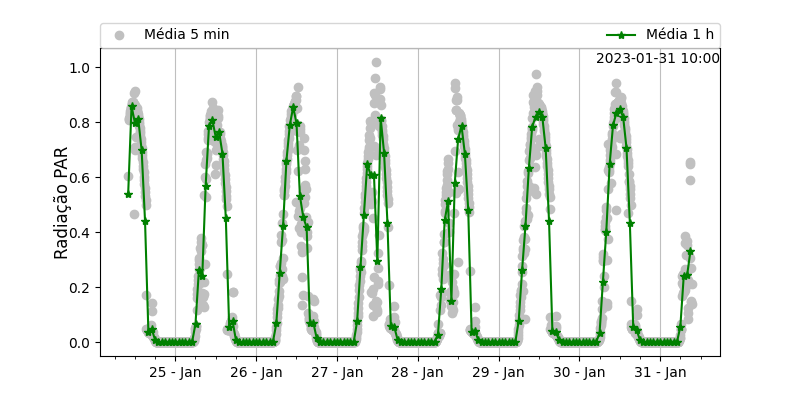 Média 5 min
Média 1 h
2023-01-31 10:00
Radiação PAR
1.0
0.8
0.6
0.4
0.2
0.0
25 - Jan
26 - Jan
27 - Jan
28 - Jan
29 - Jan
30 - Jan
31 - Jan